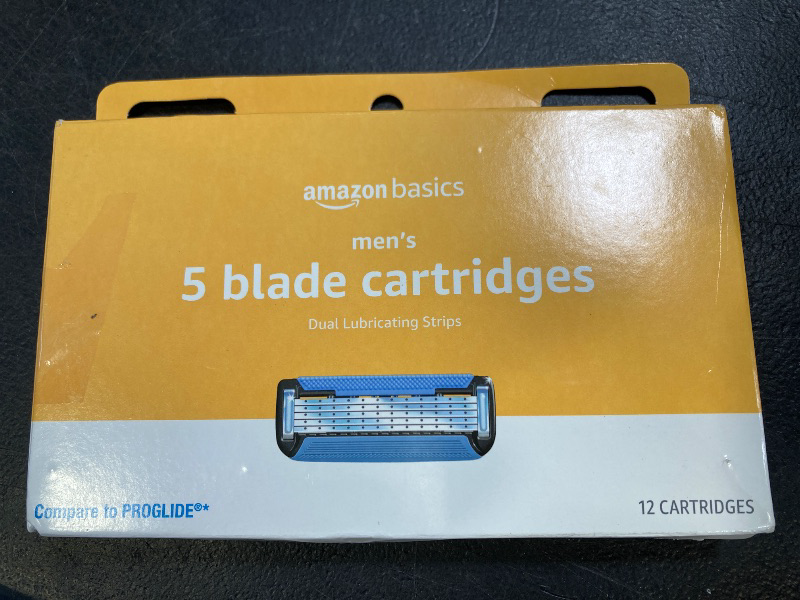 amazon basics
men's
5 blade cartridges
Dual Lubricating Strips
Compare to PROGLIDE®*
12 CARTRIDGES